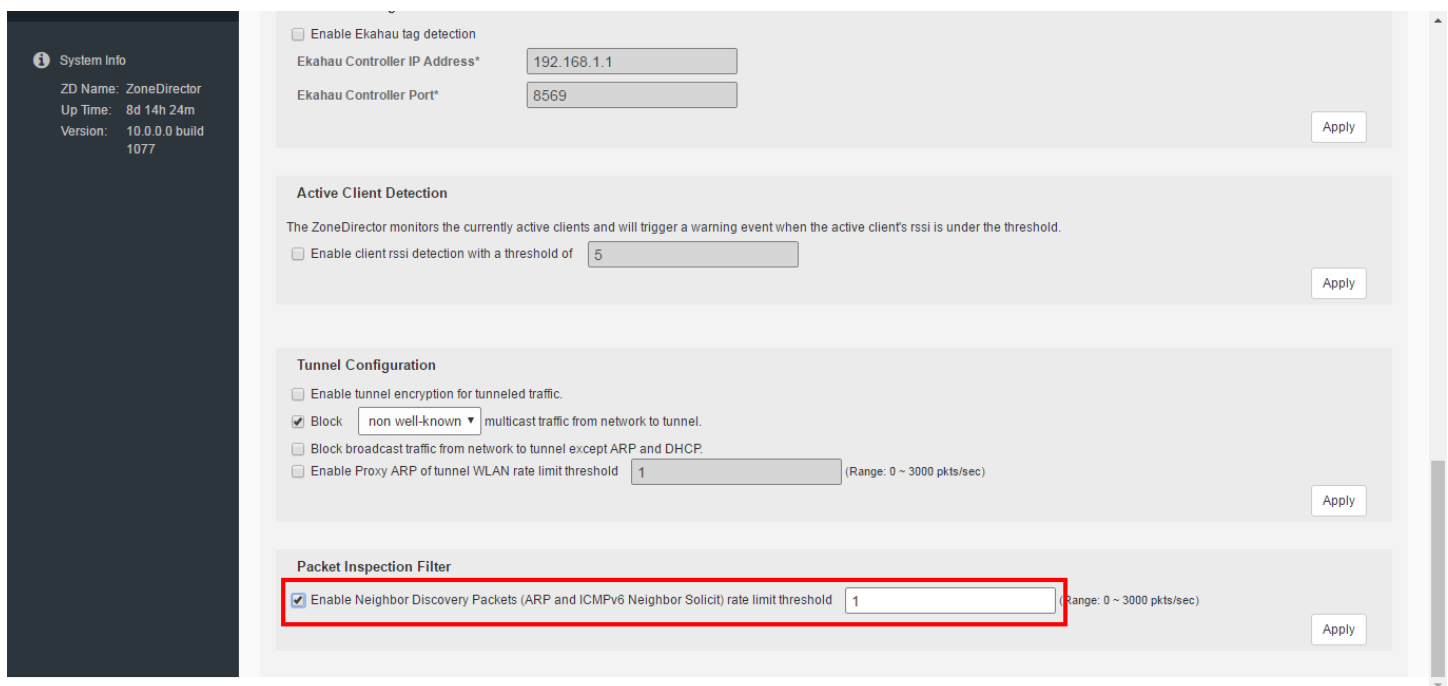 Enable Ekahau tag detection
System Info
Ekahau Controller IP Address* 192.168.1.1
ZD Name: ZoneDirector
Ekahau Controller Port* 8569
Up Time: 8d 14h 24m
Version: 10.0.0.0 build
1077
Apply
Active Client Detection
The ZoneDirector monitors the currently active clients and will trigger a warning event when the active client's rssi is under the threshold.
Enable client rssi detection with a threshold of 5
Apply
Tunnel Configuration
Enable tunnel encryption for tunneled traffic.
Block non well-known multicast traffic from network to tunnel.
Block broadcast traffic from network to tunnel except ARP and DHCP.
Enable Proxy ARP of tunnel WLAN rate limit threshold 1 (Range: 0 ~ 3000 pkts/sec)
Apply
Packet Inspection Filter
Enable Neighbor Discovery Packets (ARP and ICMPv6 Neighbor Solicit) rate limit threshold 1 (Range: 0 ~ 3000 pkts/sec)
Apply